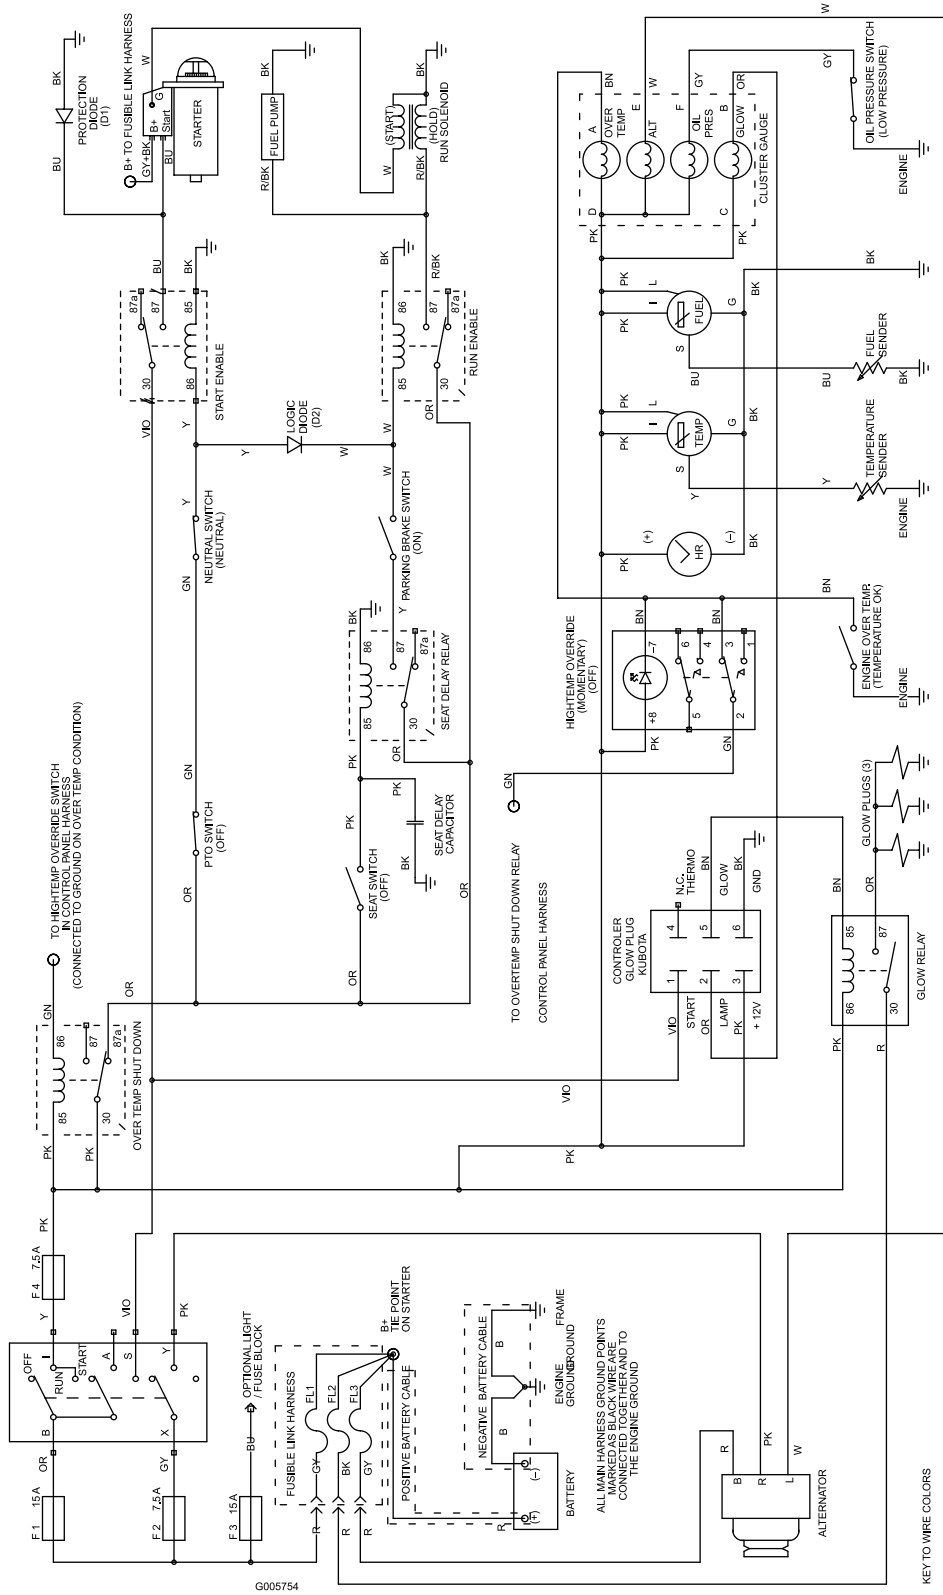 F 1
15 A
OR
B
OFF
RUN
START
I
A
S
Y
X
Y
F 4
7.5 A
PK
VIO
PK
F 2
7.5 A
GY
F 3
15 A
BU
OPTIONAL LIGHT
/ FUSE BLOCK
PK
PK
85
86
30
87
87a
OVER TEMP SHUT DOWN
GN
TO HIGHTEMP OVERRIDE SWITCH
IN CONTROL PANEL HARNESS
(CONNECTED TO GROUND ON OVER TEMP CONDITION)
OR
OR
PTO SWITCH
(OFF)
GN
GN
NEUTRAL SWITCH
(NEUTRAL)
Y
Y
VIO
30
86
87a
87
85
START ENABLE
BU
BK
BU
PROTECTION
DIODE
(D1)
BK
B+ TO FUSIBLE LINK HARNESS
GY+BK
BU
W
B+
Start
G
STARTER
Y
LOGIC
DIODE
(D2)
W
R/BK
FUEL PUMP
BK
W
(START)
(HOLD)
RUN SOLENOID
R/BK
BK
OR
SEAT SWITCH
(OFF)
PK
PK
PK
BK
SEAT DELAY
CAPACITOR
OR
85
86
30
87
87a
SEAT DELAY RELAY
OR
BK
Y
PARKING BRAKE SWITCH
(ON)
W
W
OR
85
86
30
87
87a
RUN ENABLE
BK
R/BK
FUSIBLE LINK HARNESS
R
R
R
GY
BK
GY
FL1
FL2
FL3
B+
TIE POINT
ON STARTER
POSITIVE BATTERY CABLE
R
(+)
(–)
BATTERY
NEGATIVE BATTERY CABLE
B
B
ENGINE
GROUND
FRAME
GROUND
ALL MAIN HARNESS GROUND POINTS
MARKED AS BLACK WIRE ARE
CONNECTED TOGETHER AND TO
THE ENGINE GROUND
VIO
PK
TO OVERTEMP SHUT DOWN RELAY
CONTROL PANEL HARNESS
GN
HIGHTEMP OVERRIDE
(MOMENTARY)
(OFF)
PK
+8
–7
BN
5
6
4
GN
2
3
1
BN
PK
(+)
HR
(–)
BK
PK
PK
I
L
TEMP
S
G
Y
BK
PK
PK
I
L
FUEL
S
G
BU
BK
PK
D
A
OVER
TEMP
BN
E
ALT
W
F
OIL
PRES
GY
C
B
GLOW
OR
PK
CLUSTER GAUGE
CONTROLER
GLOW PLUG
KUBOTA
VIO
1
4
N.C.
START
THERMO
OR
2
5
BN
LAMP
GLOW
PK
3
6
BK
+ 12V
GND
PK
86
85
BN
R
30
87
OR
GLOW RELAY
GLOW PLUGS (3)
BN
ENGINE OVER TEMP.
(TEMPERATURE OK)
ENGINE
Y
TEMPERATURE
SENDER
ENGINE
BU
FUEL
SENDER
BK
BK
GY
OIL PRESSURE SWITCH
(LOW PRESSURE)
ENGINE
W
R
PK
W
B
R
L
ALTERNATOR
KEY TO WIRE COLORS
G005754